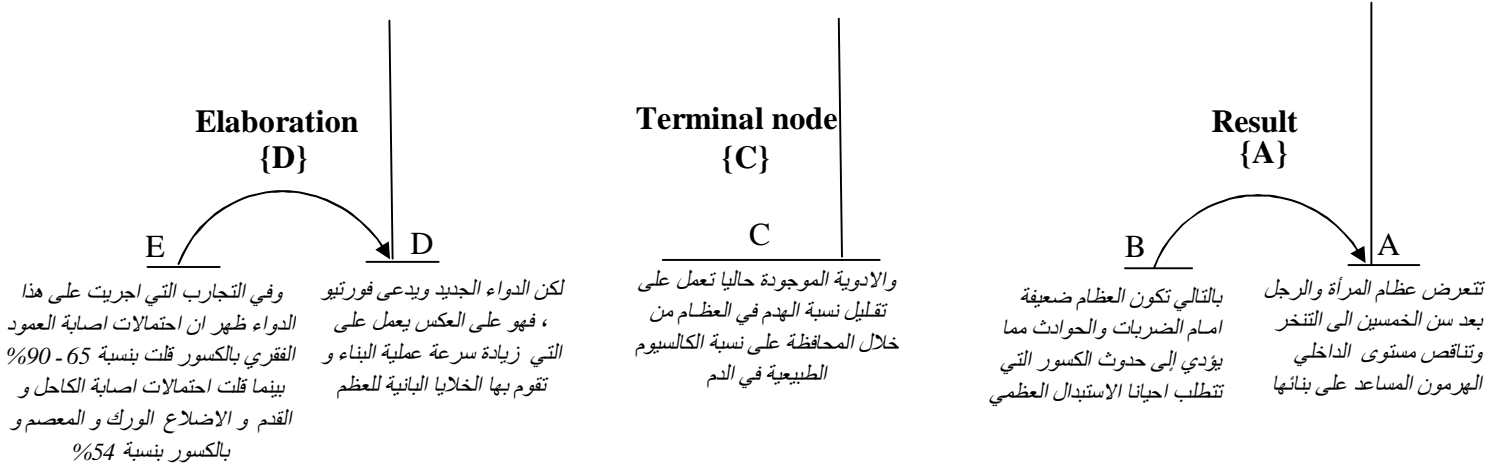 Result
{A}
A
تتعرض عظام المرأة والرجل
بعد سن الخمسين الى التنخر
وتناقص مستوى الداخلي
الهرمون المساعد على بنائها
B
بالتالي تكون العظام ضعيفة
امام الضربات والحوادث مما
يؤدي إلى حدوث الكسور التي
تتطلب احيانا الاستبدال العظمي
Terminal node
{C}
C
والادوية الموجودة حاليا تعمل على
تقليل نسبة الهدم في العظام من
خلال المحافظة على نسبة الكالسيوم
الطبيعية في الدم
Elaboration
{D}
D
لكن الدواء الجديد ويدعى فورتيو
، فهو على العكس يعمل على
التي زيادة سرعة عملية البناء و
تقوم بها الخلايا البانية للعظم
E
وفي التجارب التي اجريت على هذا
الدواء ظهر ان احتمالات اصابة العمود
الفقري بالكسور قلت بنسبة 65 - 90%
بينما قلت احتمالات اصابة الكاحل و
القدم و الاضلاع الورك و المعصم و
بالكسور بنسبة 54%